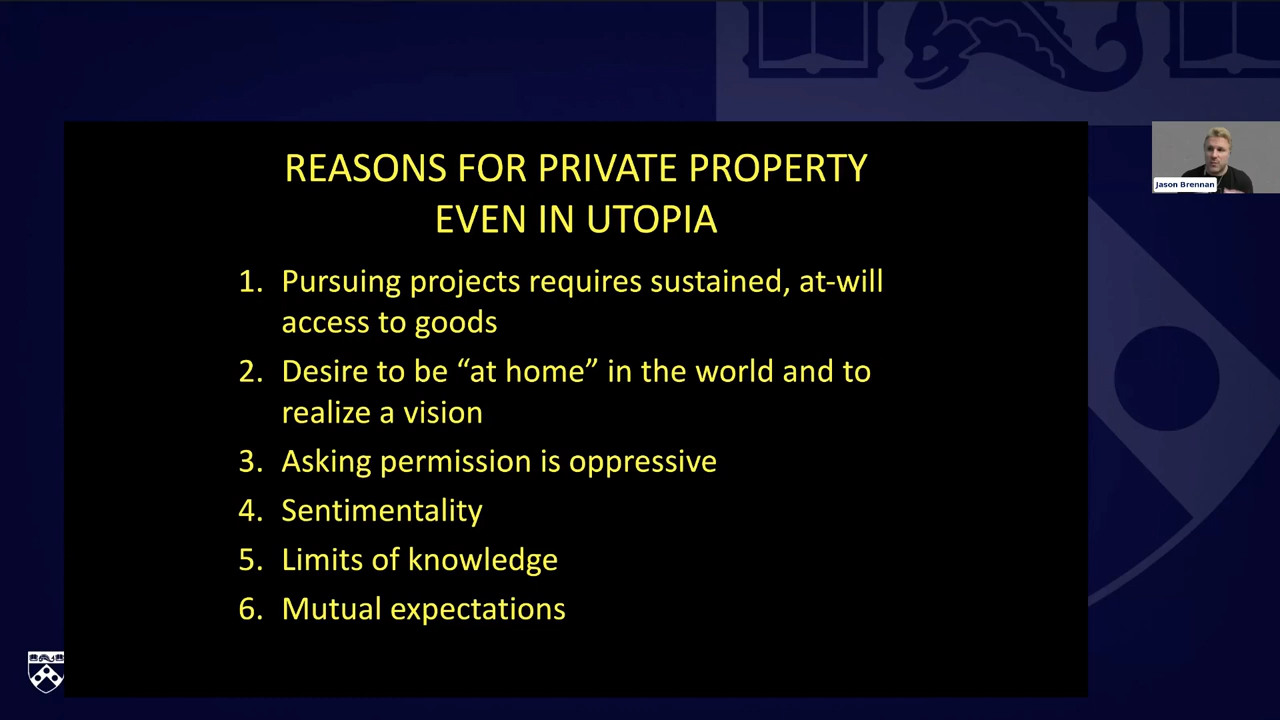 REASONS FOR PRIVATE PROPERTY
EVEN IN UTOPIA
1. Pursuing projects requires sustained, at-will
access to goods
2. Desire to be “at home” in the world and to
realize a vision
3. Asking permission is oppressive
4. Sentimentality
5. Limits of knowledge
6. Mutual expectations
Jason Brennan